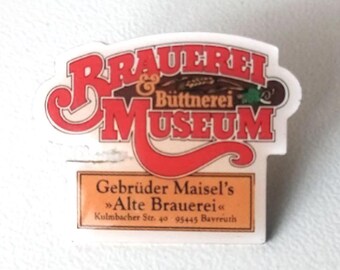 BRAUEREI
& Büttnerei
MUSEUM
Gebrüder Maisel's
»Alte Brauerei«
Kulmbacher Str. 40 95445 Bayreuth